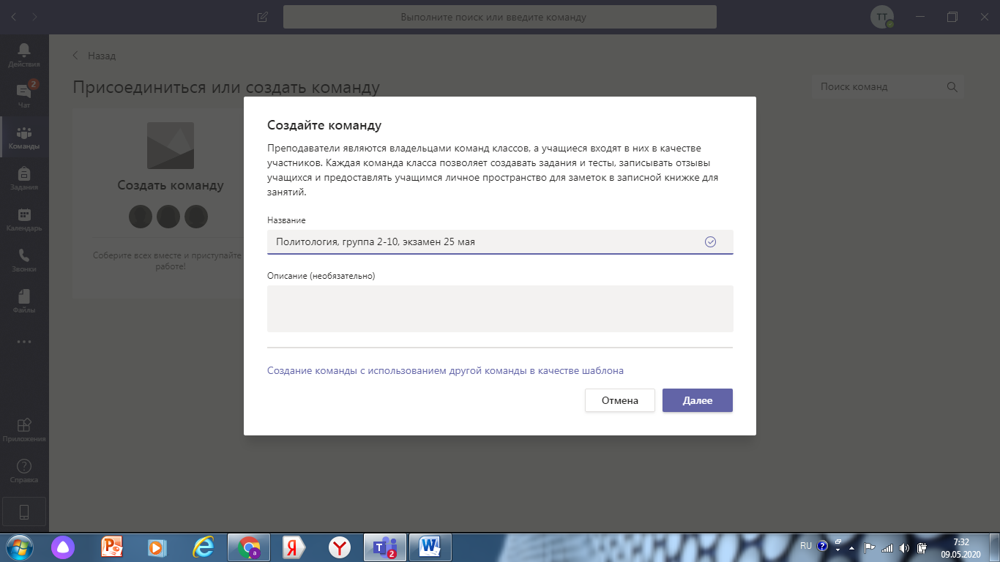 Выполните поиск или введите команду
ТТ
Действия
2
Чат
Команды
Задания
Календарь
Звонки
Файлы
Приложения
Справка
Назад
Присоединиться или создать команду
Поиск команд
Создать команду
Соберите всех вместе и приступайте
работе!
Создайте команду
Преподаватели являются владельцами команд классов, а учащиеся входят в них в качестве
участников. Каждая команда класса позволяет создавать задания и тесты, записывать отзывы
учащихся и предоставлять учащимся личное пространство для заметок в записной книжке для
занятий.
Название
Политология, группа 2-10, экзамен 25 мая
Описание (необязательно)
Создание команды с использованием другой команды в качестве шаблона
Отмена
Далее
RU
7:32
09.05.2020
2